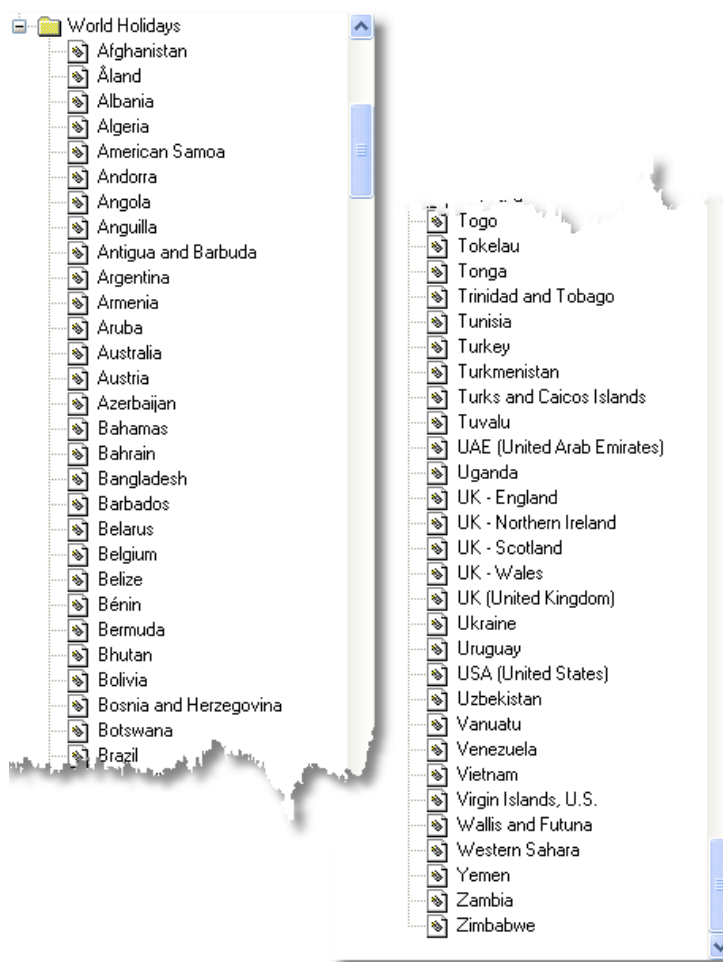 World Holidays
Afghanistan
Åland
Albania
Algeria
American Samoa
Andorra
Angola
Anguilla
Antigua and Barbuda
Argentina
Armenia
Aruba
Australia
Austria
Azerbaijan
Bahamas
Bahrain
Bangladesh
Barbados
Belarus
Belgium
Belize
Bénin
Bermuda
Bhutan
Bolivia
Bosnia and Herzegovina
Botswana
Brazil
Togo
Tokelau
Tonga
Trinidad and Tobago
Tunisia
Turkey
Turkmenistan
Turks and Caicos Islands
Tuvalu
UAE (United Arab Emirates)
Uganda
UK - England
UK - Northern Ireland
UK - Scotland
UK - Wales
UK (United Kingdom)
Ukraine
Uruguay
USA (United States)
Uzbekistan
Vanuatu
Venezuela
Vietnam
Virgin Islands, U.S.
Wallis and Futuna
Western Sahara
Yemen
Zambia
Zimbabwe